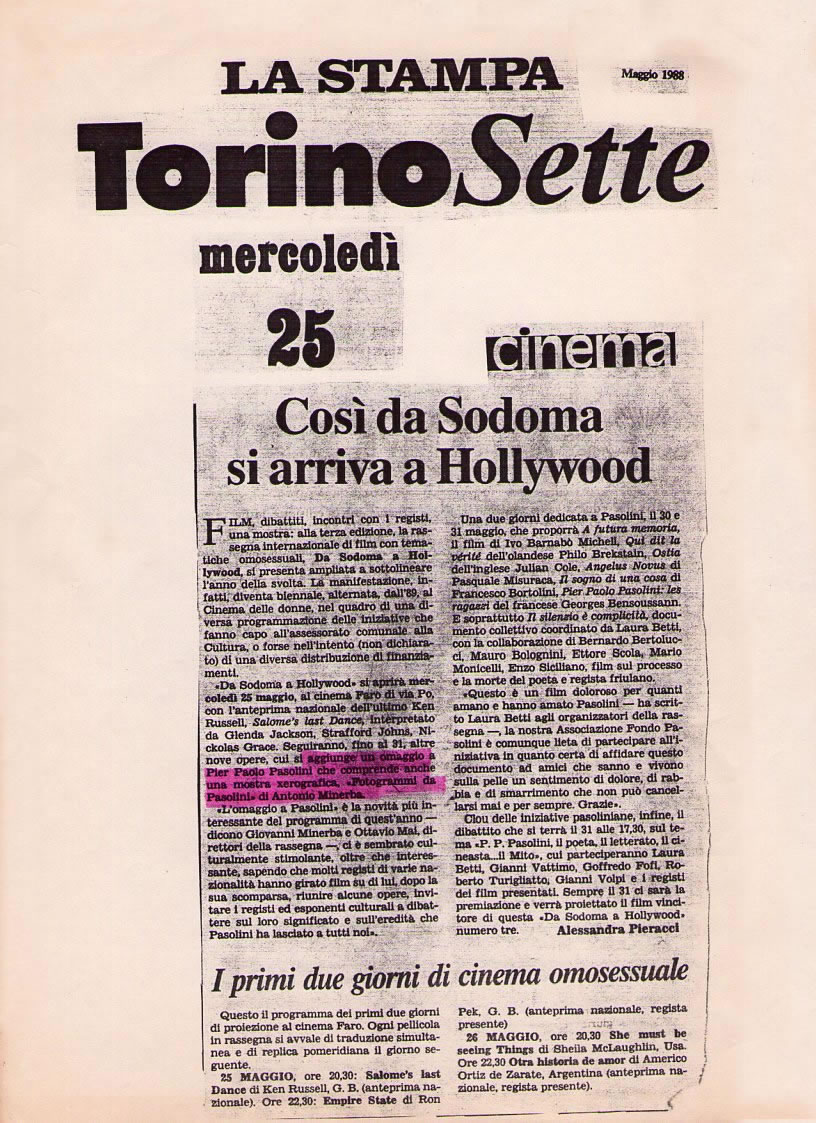 LA STAMPA
Maggio 1988
Torino Sette
mercoledì
25
cinema
Così da Sodoma
si arriva a Hollywood
FILM, dibattiti, incontri con i registi,
una mostra: alla terza edizione, la ras-
segna internazionale di film con tema-
tiche omosessuali, Da Sodoma a Hol-
lywood, si presenta ampliata a sottolineare
l'anno della svolta. La manifestazione, in-
fatti, diventa biennale, alternata, dall'89, al
Cinema delle donne, nel quadro di una di-
versa programmazione delle iniziative che
fanno capo all'assessorato comunale alla
Cultura, o forse nell'intento (non dichiara-
to) di una diversa distribuzione di finanzia-
menti.
«Da Sodoma a Hollywood» si aprirà mer-
coledì 25 maggio, al cinema Faro di via Po,
con l'anteprima nazionale dell'ultimo Ken
Russell, Salome's last Dance, interpretato
da Glenda Jackson, Strafford Johns, Ni-
ckolas Grace. Seguiranno, fino al 31, altre
nove opere, cui si aggiunge un omaggio a
Pier Paolo Pasolini che comprende anche
una mostra xerografica, «Fotogrammi da
Pasolini» di Antonio Minerba.
«L'omaggio a Pasolini» è la novità più in-
teressante del programma di quest'anno —
dicono Giovanni Minerba e Ottavio Mai, di-
rettori della rassegna —, ci è sembrato cul-
turalmente stimolante, oltre che interes-
sante, sapendo che molti registi di varie na-
zionalità hanno girato film su di lui, dopo la
sua scomparsa, riunire alcune opere, invi-
tare i registi ed esponenti culturali a dibat-
tere sul loro significato e sull'eredità che
Pasolini ha lasciato a tutti noi».
Una due giorni dedicata a Pasolini, il 30 e
31 maggio, che proporrà A futura memoria,
il film di Ivo Barnabò Micheli, Qui dit la
périté dell'olandese Philo Brekstain, Ostia
dell'inglese Julian Cole, Angelus Novus di
Pasquale Misuraca, Il sogno di una cosa di
Francesco Bortolini, Pier Paolo Pasolini: les
ragazzi del francese Georges Bensoussann.
E soprattutto Il silenzio è complicità, docu-
mento collettivo coordinato da Laura Betti,
con la collaborazione di Bernardo Bertoluc-
ci, Mauro Bolognini, Ettore Scola, Mario
Monicelli, Enzo Siciliano, film sul processo
e la morte del poeta e regista friulano.
«Questo è un film doloroso per quanti
amano e hanno amato Pasolini — ha scrit-
to Laura Betti agli organizzatori della ras-
segna —, la nostra Associazione Fondo Pa-
solini è comunque lieta di partecipare all'i-
niziativa in quanto certa di affidare questo
documento ad amici che sanno e vivono
sulla pelle un sentimento di dolore, di rab-
bia e di smarrimento che non può cancel-
larsi mai e per sempre. Grazie».
Clou delle iniziative pasoliniane, infine, il
dibattito che si terrà il 31 alle 17,30, sul te-
ma «P. P. Pasolini, il poeta, il letterato, il ci-
neasta...il Mito», cui parteciperanno Laura
Betti, Gianni Vattimo, Goffredo Fofi, Ro-
berto Turigliatto, Gianni Volpi e i registi
dei film presentati. Sempre il 31 ci sarà la
premiazione e verrà proiettato il film vinci-
tore di questa «Da Sodoma a Hollywood»
numero tre. Alessandra Pieracci
I primi due giorni di cinema omosessuale
Questo il programma dei primi due giorni
di proiezione al cinema Faro. Ogni pellicola
in rassegna si avvale di traduzione simulta-
nea e di replica pomeridiana il giorno se-
guente.
25 MAGGIO, ore 20,30: Salome's last
Dance di Ken Russell, G. B. (anteprima na-
zionale). Ore 22,30: Empire State di Ron
Pek, G. B. (anteprima nazionale, regista
presente)
26 MAGGIO, ore 20,30 She must be
seeing Things di Sheila McLaughlin, Usa.
Ore 22,30 Otra historia de amor di Americo
Ortiz de Zarate, Argentina (anteprima na-
zionale, regista presente).